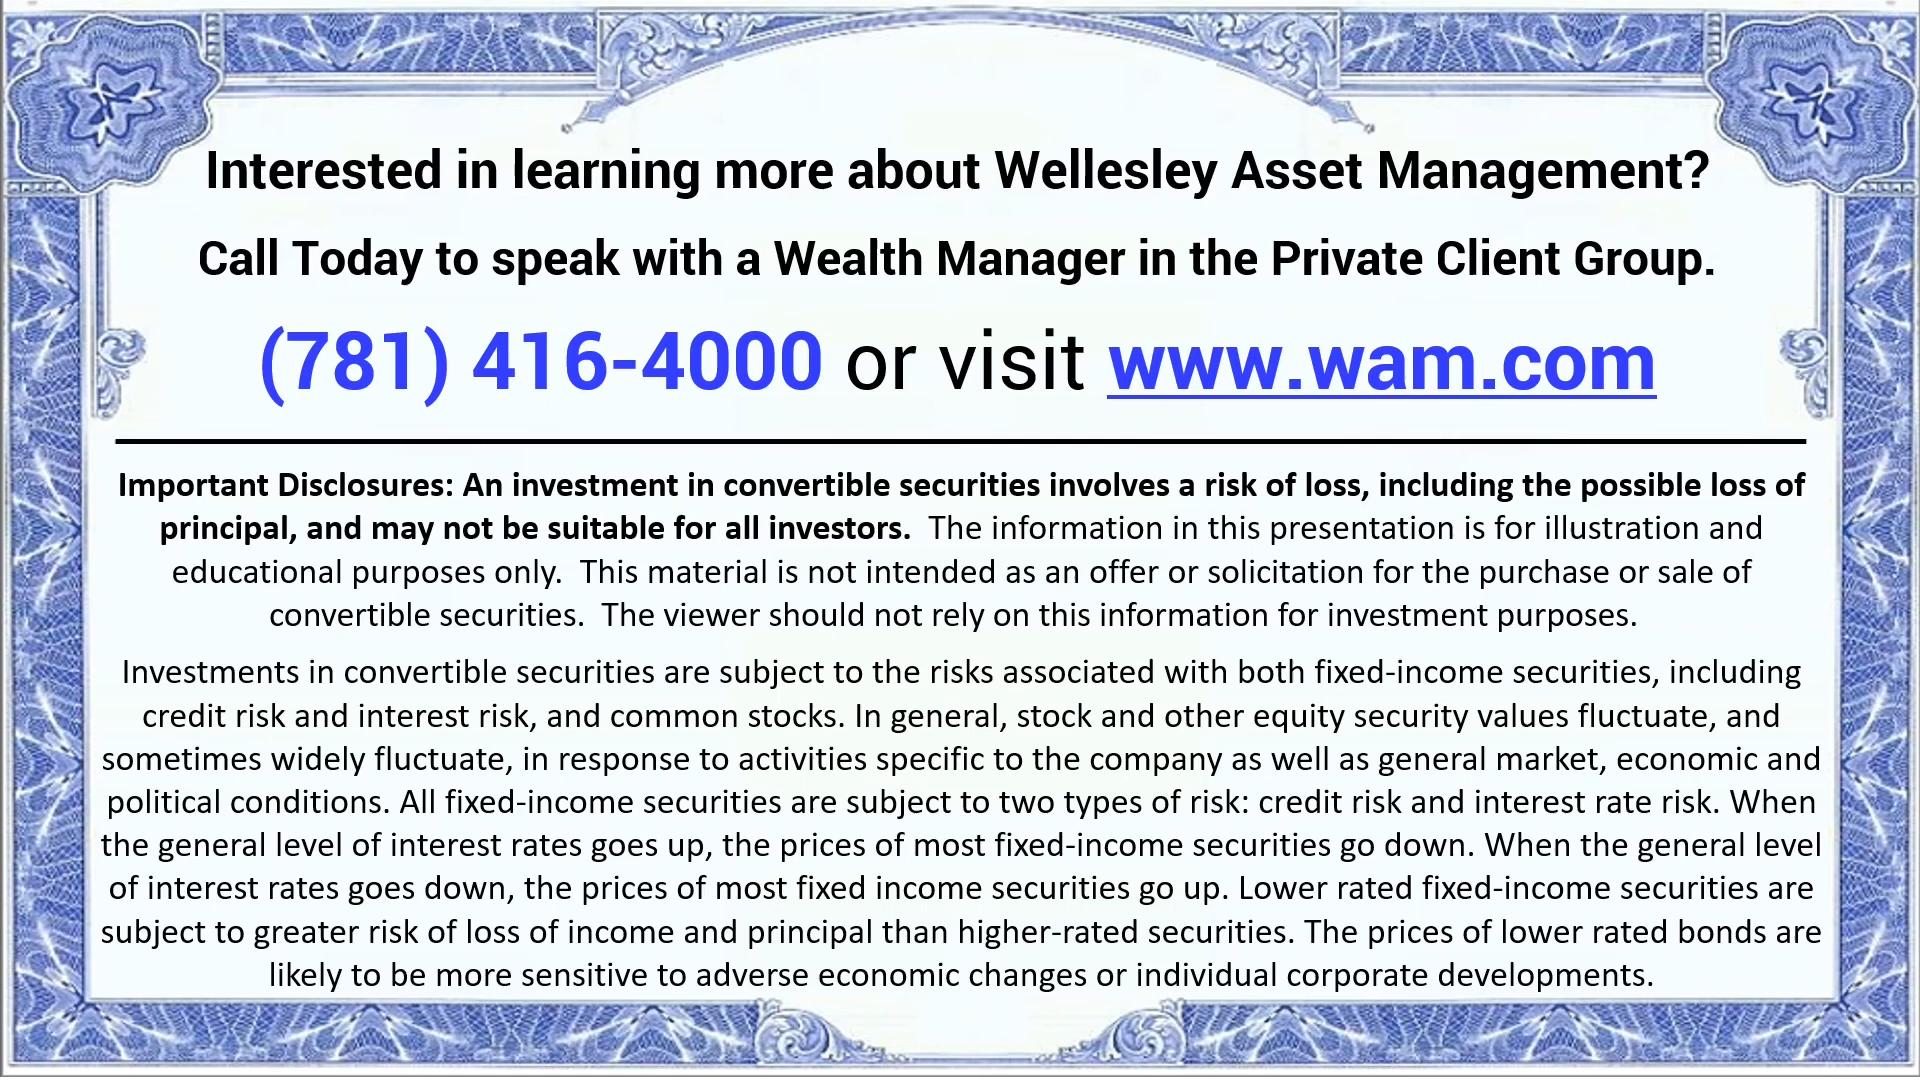 Interested in learning more about Wellesley Asset Management?
Call Today to speak with a Wealth Manager in the Private Client Group.
(781) 416-4000 or visit www.wam.com
Important Disclosures: An investment in convertible securities involves a risk of loss, including the possible loss of
principal, and may not be suitable for all investors.  The information in this presentation is for illustration and
educational purposes only.  This material is not intended as an offer or solicitation for the purchase or sale of
convertible securities.  The viewer should not rely on this information for investment purposes.
Investments in convertible securities are subject to the risks associated with both fixed-income securities, including
credit risk and interest risk, and common stocks. In general, stock and other equity security values fluctuate, and
sometimes widely fluctuate, in response to activities specific to the company as well as general market, economic and
political conditions. All fixed-income securities are subject to two types of risk: credit risk and interest rate risk. When
the general level of interest rates goes up, the prices of most fixed-income securities go down. When the general level
of interest rates goes down, the prices of most fixed income securities go up. Lower rated fixed-income securities are
subject to greater risk of loss of income and principal than higher-rated securities. The prices of lower rated bonds are
likely to be more sensitive to adverse economic changes or individual corporate developments.